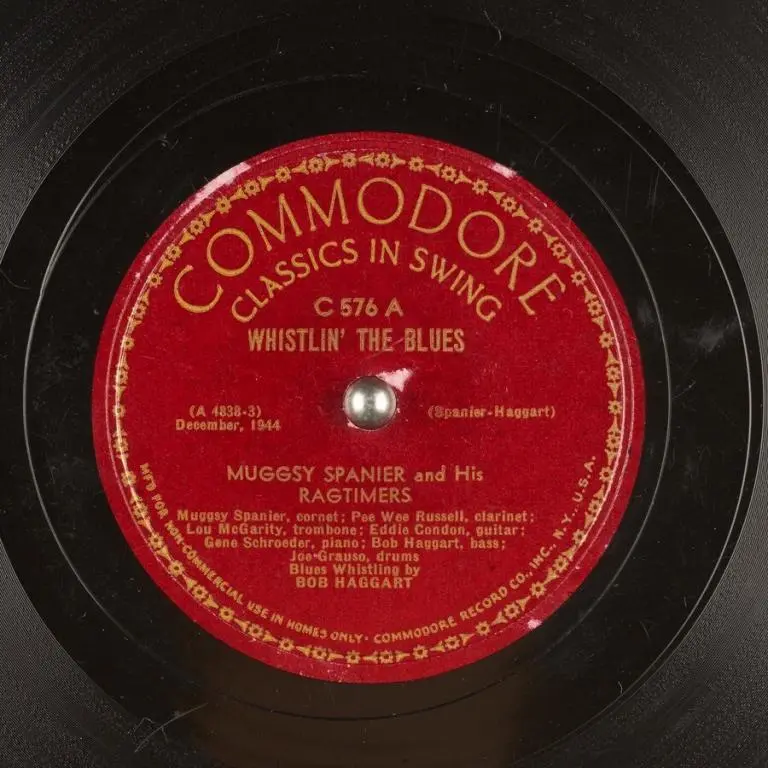 COMMODORE
CLASSICS IN SWING
C 576 A
WHISTLIN' THE BLUES
(A 4838-3)
December, 1944
(Spanier-Haggart)
MUGGSY SPANIER and His
RAGTIMERS
Muggsy Spanier, cornet; Pee Wee Russell, clarinet;
Lou McGarity, trombone; Eddie Condon, guitar;
Gene Schroeder, piano; Bob Haggart, bass;
Joe Grauso, drums
Blues Whistling by
BOB HAGGART
MF'D FOR NON-COMMERCIAL USE IN HOMES ONLY · COMMODORE RECORD CO., INC., N.Y., U.S.A.